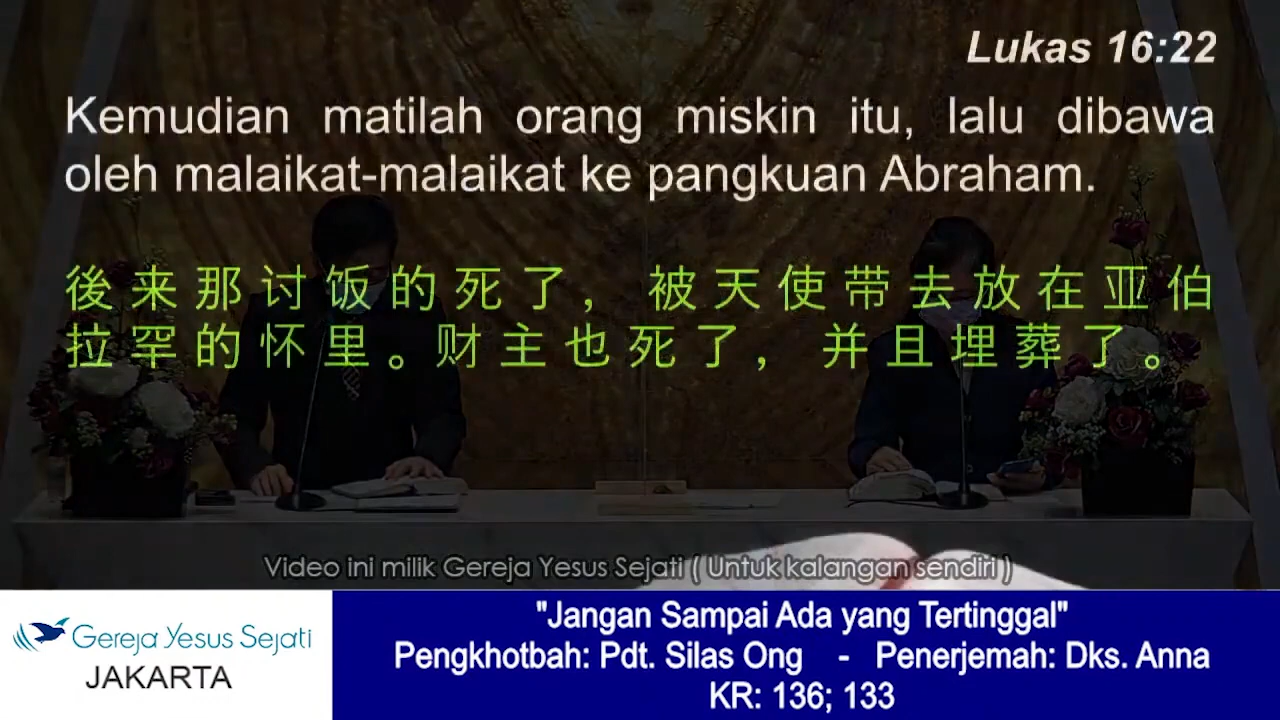 Lukas 16:22
Kemudian matilah orang miskin itu, lalu dibawa
oleh malaikat-malaikat ke pangkuan Abraham.
後来那讨饭的死了，被天使带去放在亚伯
拉罕的怀里。财主也死了，并且埋葬了。
Video ini milik Gereja Yesus Sejati ( Untuk kalangan sendiri )
Gereja Yesus Sejati
JAKARTA
"Jangan Sampai Ada yang Tertinggal"
Pengkhotbah: Pdt. Silas Ong - Penerjemah: Dks. Anna
KR: 136; 133